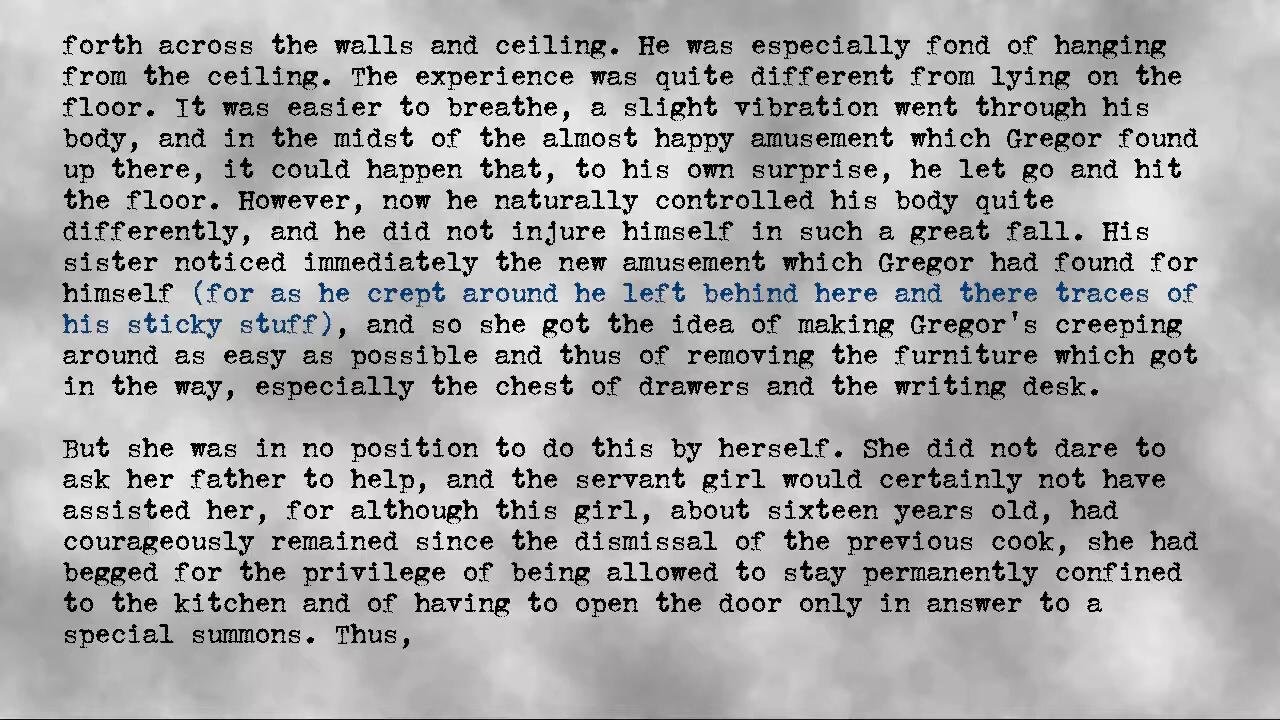 forth across the walls and ceiling. He was especially fond of hanging
from the ceiling. The experience was quite different from lying on the
floor. It was easier to breathe, a slight vibration went through his
body, and in the midst of the almost happy amusement which Gregor found
up there, it could happen that, to his own surprise, he let go and hit
the floor. However, now he naturally controlled his body quite
differently, and he did not injure himself in such a great fall. His
sister noticed immediately the new amusement which Gregor had found for
himself (for as he crept around he left behind here and there traces of
his sticky stuff), and so she got the idea of making Gregor's creeping
around as easy as possible and thus of removing the furniture which got
in the way, especially the chest of drawers and the writing desk.

But she was in no position to do this by herself. She did not dare to
ask her father to help, and the servant girl would certainly not have
assisted her, for although this girl, about sixteen years old, had
courageously remained since the dismissal of the previous cook, she had
begged for the privilege of being allowed to stay permanently confined
to the kitchen and of having to open the door only in answer to a
special summons. Thus,